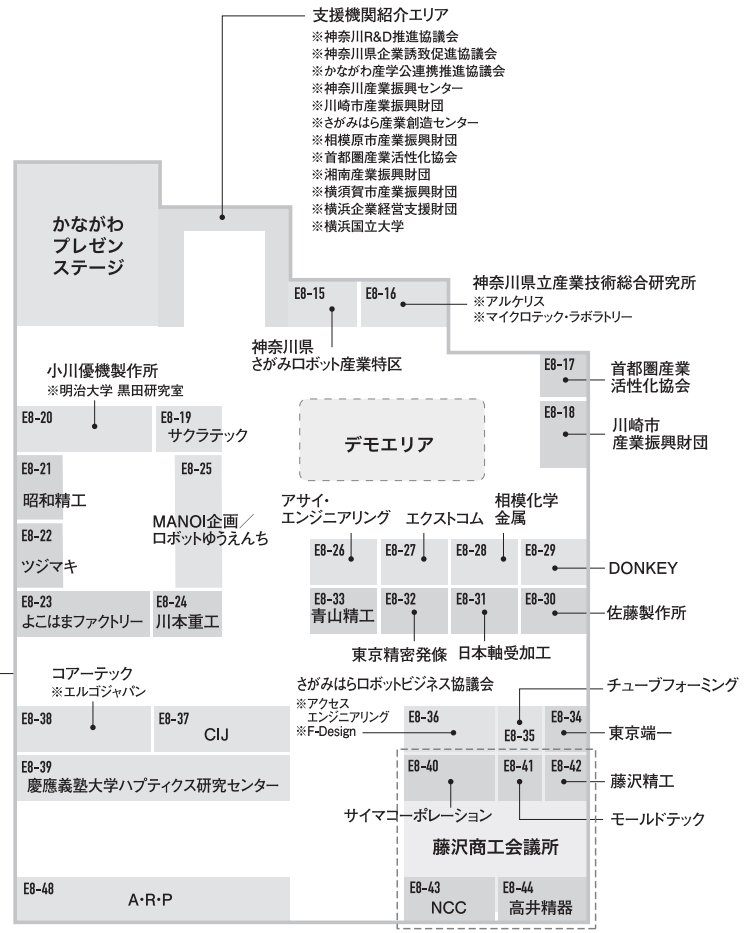 支援機関紹介エリア
※神奈川R&D推進協議会
※神奈川県企業誘致促進協議会
※かながわ産学公連携推進協議会
※神奈川産業振興センター
※川崎市産業振興財団
※さがみはら産業創造センター
※相模原市産業振興財団
※首都圏産業活性化協会
※湘南産業振興財団
※横須賀市産業振興財団
※横浜企業経営支援財団
※横浜国立大学
かながわ
プレゼン
ステージ
E8-15
神奈川県
さがみロボット産業特区
E8-16
神奈川県立産業技術総合研究所
※アルケリス
※マイクロテック・ラボラトリー
E8-17
首都圏産業
活性化協会
E8-18
川崎市
産業振興財団
小川優機製作所
※明治大学 黒田研究室
E8-20
E8-19
サクラテック
デモエリア
E8-21
昭和精工
E8-25
MANOI企画／
ロボットゆうえんち
E8-22
ツジマキ
E8-23
よこはまファクトリー
E8-24
川本重工
アサイ・
エンジニアリング
エクストコム
相模化学
金属
E8-26
E8-27
E8-28
E8-29
DONKEY
E8-33
青山精工
E8-32
E8-31
E8-30
佐藤製作所
東京精密発條
日本軸受加工
コアーテック
※エルゴジャパン
E8-38
E8-37
CIJ
さがみはらロボットビジネス協議会
※アクセス
エンジニアリング
※F-Design
E8-36
E8-35
チューブフォーミング
E8-34
東京端一
E8-39
慶應義塾大学ハプティクス研究センター
E8-40
サイマコーポレーション
E8-41
E8-42
藤沢精工
モールドテック
藤沢商工会議所
E8-48
A・R・P
E8-43
NCC
E8-44
高井精器